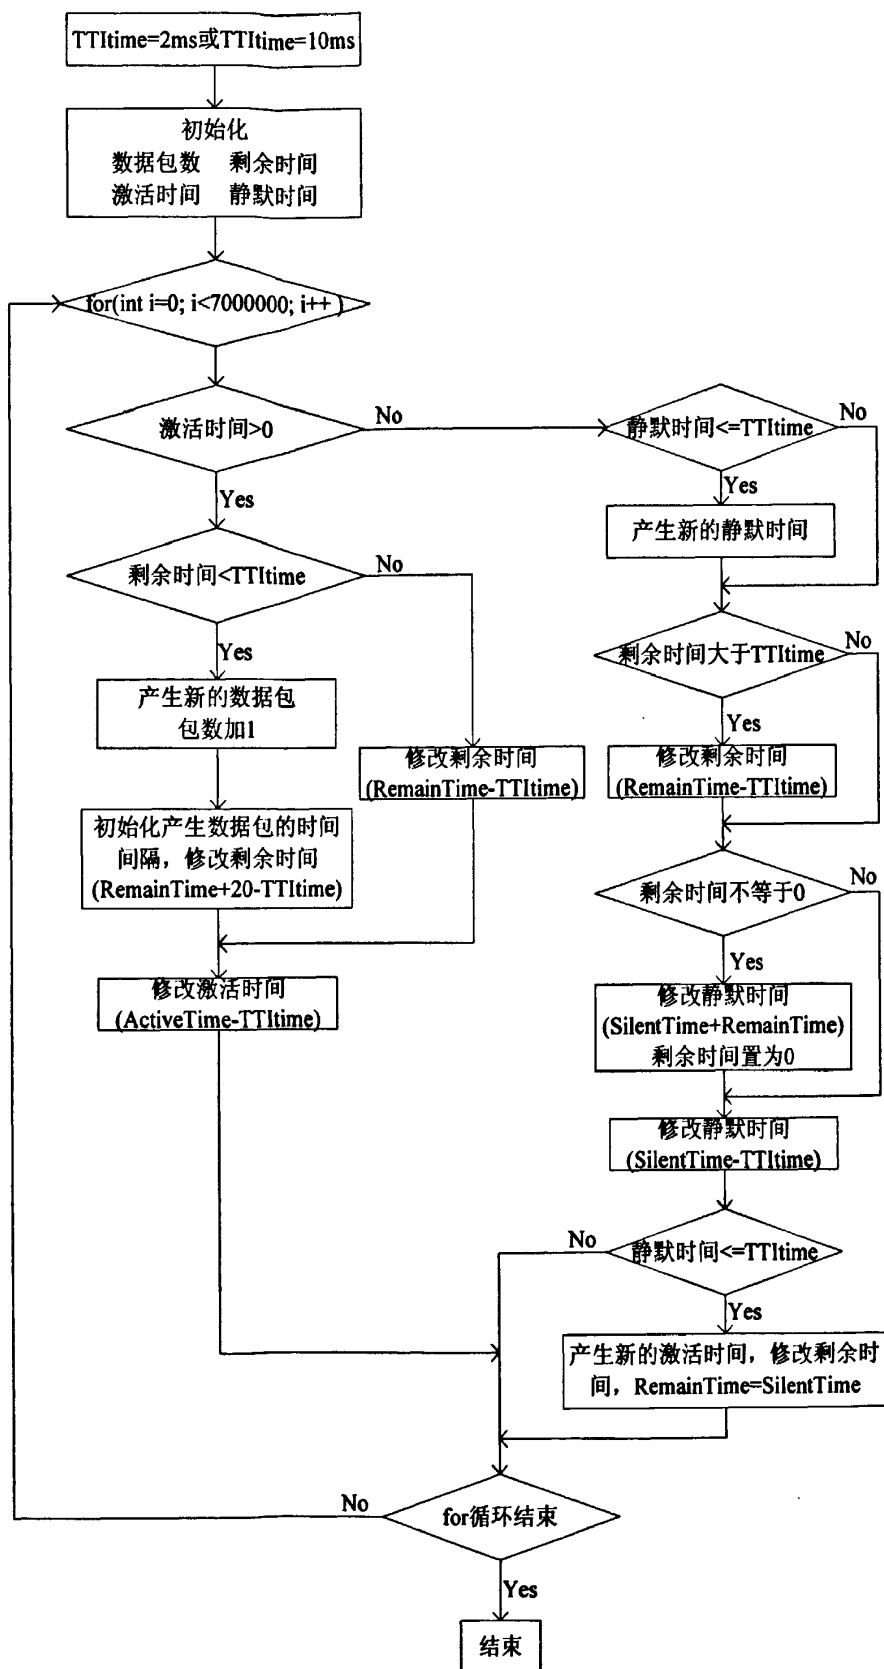 TTItime=2ms或TTItime=10ms
初始化
数据包数 剩余时间
激活时间 静默时间
for(int i=0; i<7000000; i++ )
激活时间>0
No
Yes
剩余时间<TTItime
No
Yes
产生新的数据包
包数加1
修改剩余时间
(RemainTime-TTItime)
初始化产生数据包的时间
间隔，修改剩余时间
(RemainTime+20-TTItime)
修改激活时间
(ActiveTime-TTItime)
静默时间<=TTItime
No
Yes
产生新的静默时间
剩余时间大于TTItime
No
Yes
修改剩余时间
(RemainTime-TTItime)
剩余时间不等于0
No
Yes
修改静默时间
(SilentTime+RemainTime)
剩余时间置为0
修改静默时间
(SilentTime-TTItime)
静默时间<=TTItime
No
Yes
产生新的激活时间，修改剩余时
间，RemainTime=SilentTime
for循环结束
No
Yes
结束